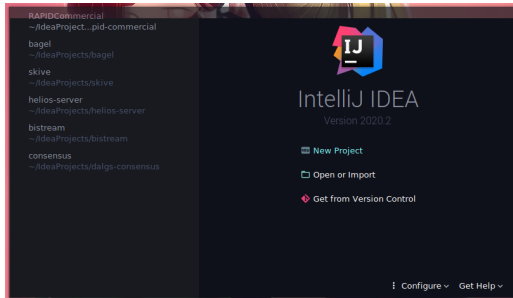 RAPiDCommercial
~/IdeaProject...pid-commercial
bagel
~/IdeaProjects/bagel
skive
~/IdeaProjects/skive
helios-server
~/IdeaProjects/helios-server
bistream
~/IdeaProjects/bistream
consensus
~/IdeaProjects/dalgs-consensus
IJ
IntelliJ IDEA
Version 2020.2
New Project
Open or Import
Get from Version Control
Configure
Get Help